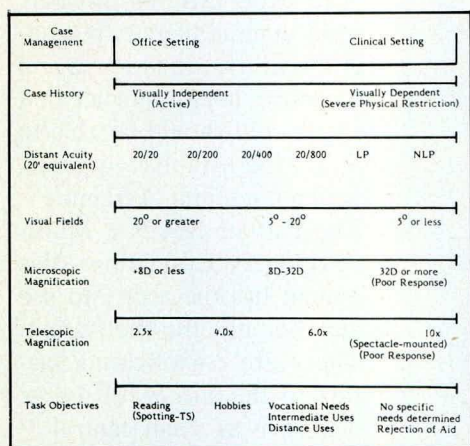 Case Management Office Setting Clinical Setting
Case History Visually Independent (Active) Visually Dependent (Severe Physical Restriction)
Distant Acuity (20' equivalent) 20/20 20/200 20/400 20/800 LP NLP
Visual Fields 20° or greater 5° - 20° 5° or less
Microscopic Magnification +8D or less 8D-32D 32D or more (Poor Response)
Telescopic Magnification 2.5x 4.0x 6.0x 10x (Spectacle-mounted) (Poor Response)
Task Objectives Reading (Spotting-TS) Hobbies Vocational Needs Intermediate Uses Distance Uses No specific needs determined Rejection of Aid